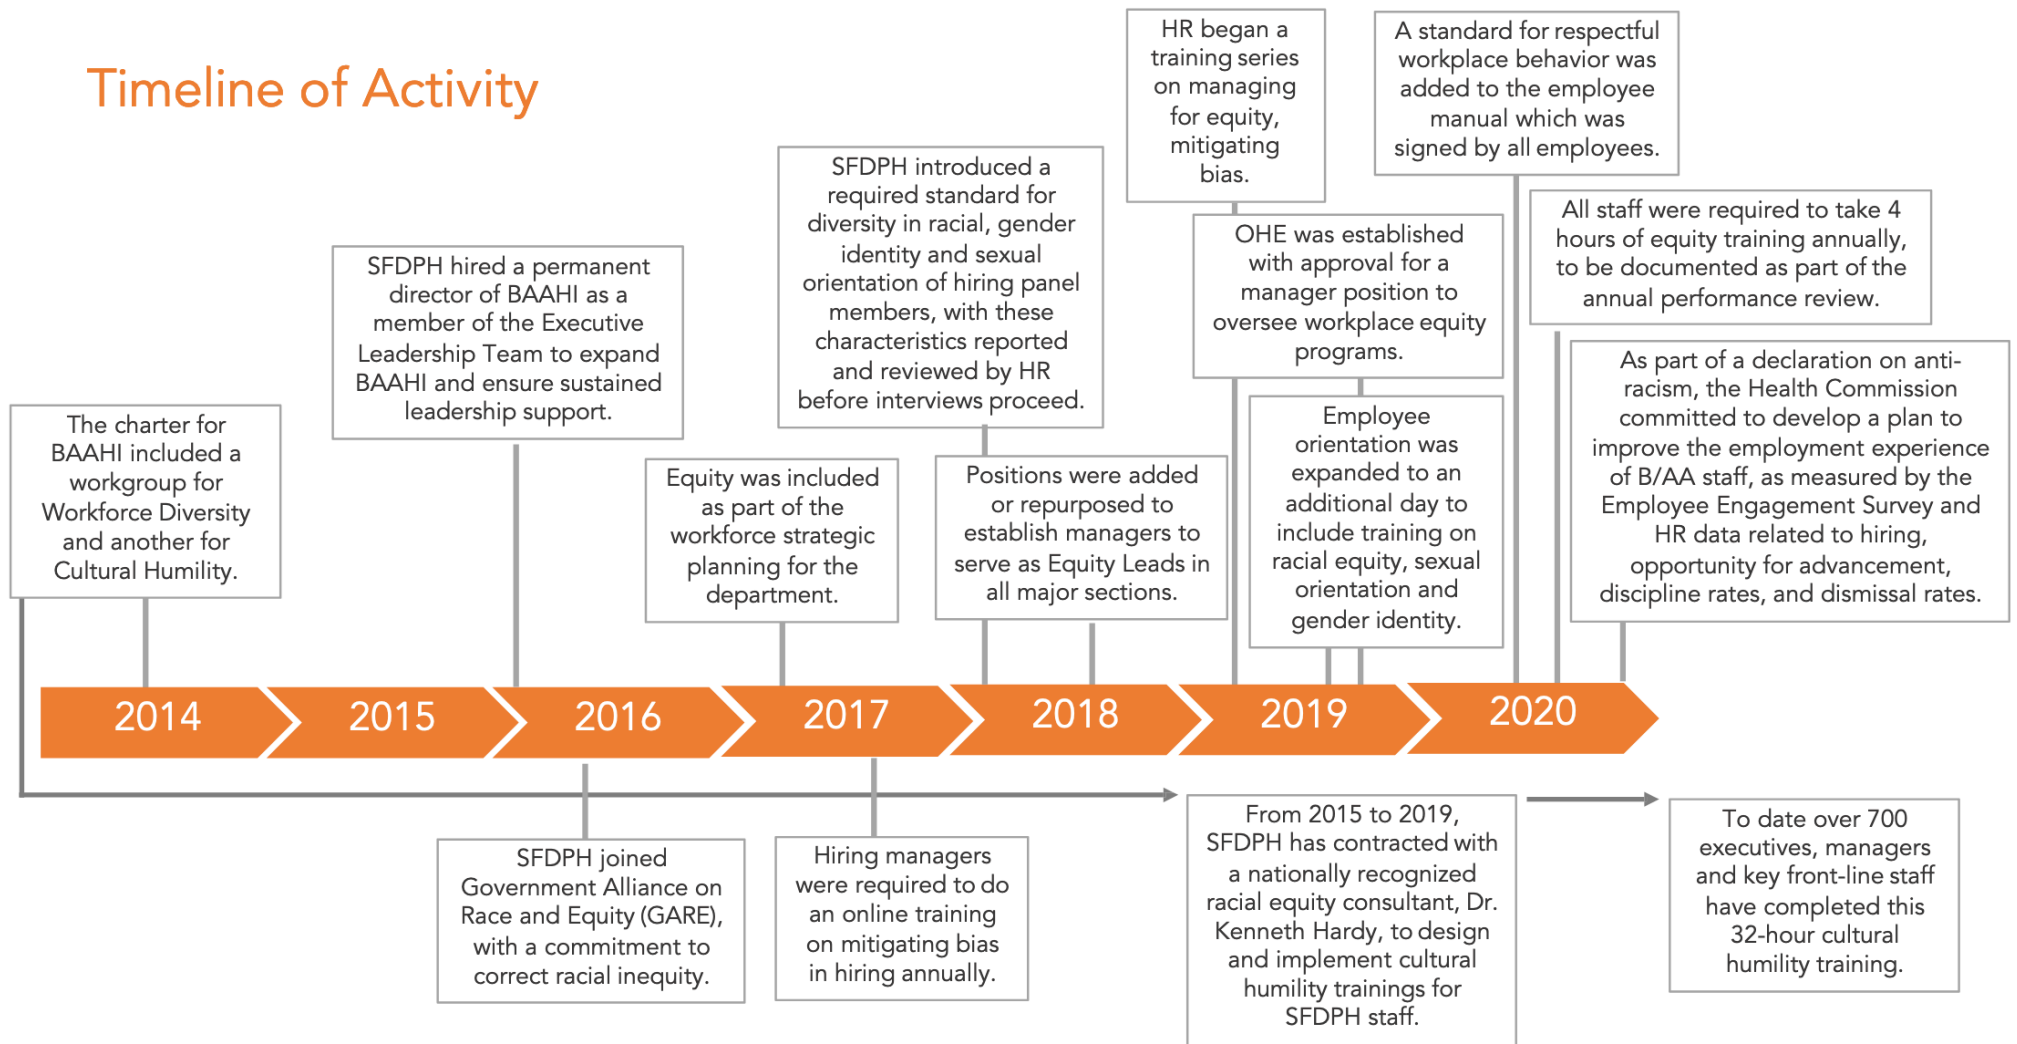 Timeline of Activity
The charter for
BAAHI included a
workgroup for
Workforce Diversity
and another for
Cultural Humility.
SFDPH hired a permanent
director of BAAHI as a
member of the Executive
Leadership Team to expand
BAAHI and ensure sustained
leadership support.
Equity was included
as part of the
workforce strategic
planning for the
department.
SFDPH introduced a
required standard for
diversity in racial, gender
identity and sexual
orientation of hiring panel
members, with these
characteristics reported
and reviewed by HR
before interviews proceed.
Positions were added
or repurposed to
establish managers to
serve as Equity Leads in
all major sections.
HR began a
training series
on managing
for equity,
mitigating
bias.
OHE was established
with approval for a
manager position to
oversee workplace equity
programs.
Employee
orientation was
expanded to an
additional day to
include training on
racial equity, sexual
orientation and
gender identity.
A standard for respectful
workplace behavior was
added to the employee
manual which was
signed by all employees.
All staff were required to take 4
hours of equity training annually,
to be documented as part of the
annual performance review.
As part of a declaration on anti-
racism, the Health Commission
committed to develop a plan to
improve the employment experience
of B/AA staff, as measured by the
Employee Engagement Survey and
HR data related to hiring,
opportunity for advancement,
discipline rates, and dismissal rates.
2014
2015
2016
2017
2018
2019
2020
SFDPH joined
Government Alliance on
Race and Equity (GARE),
with a commitment to
correct racial inequity.
Hiring managers
were required to do
an online training
on mitigating bias
in hiring annually.
From 2015 to 2019,
SFDPH has contracted with
a nationally recognized
racial equity consultant, Dr.
Kenneth Hardy, to design
and implement cultural
humility trainings for
SFDPH staff.
To date over 700
executives, managers
and key front-line staff
have completed this
32-hour cultural
humility training.